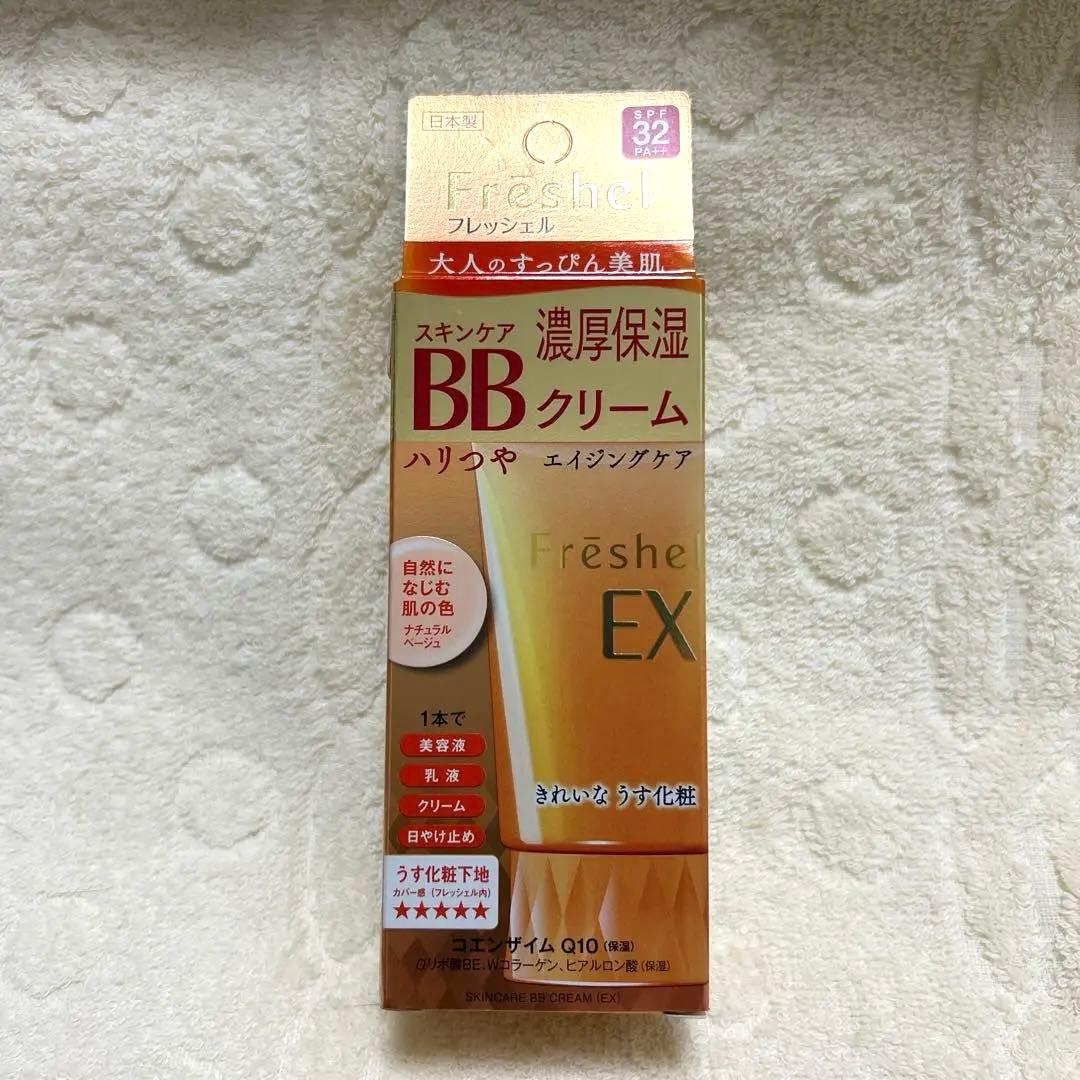 日本製
SPF
32
PA++
Frēshel
フレッシェル
大人のすっぴん美肌
スキンケア
濃厚保湿
BBクリーム
ハリつや エイジングケア
Frēshel
EX
自然に
なじむ
肌の色
ナチュラル
ベージュ
1本で
美容液
乳液
クリーム
日やけ止め
きれいな うす化粧
うす化粧下地
カバー感（フレッシェル内）
★★★★★
コエンザイム Q10（保湿）
αリポ酸BE、Wコラーゲン、ヒアルロン酸（保湿）
SKINCARE BB CREAM (EX)